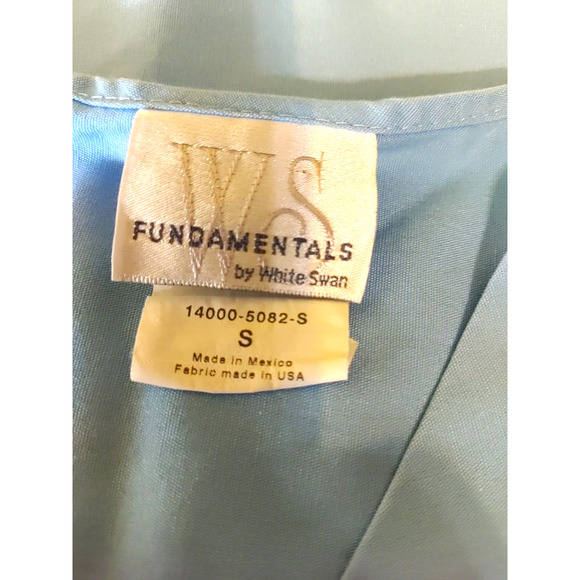 WS
FUNDAMENTALS
by White Swan
14000-5082-S
S
Made in Mexico
Fabric made in USA